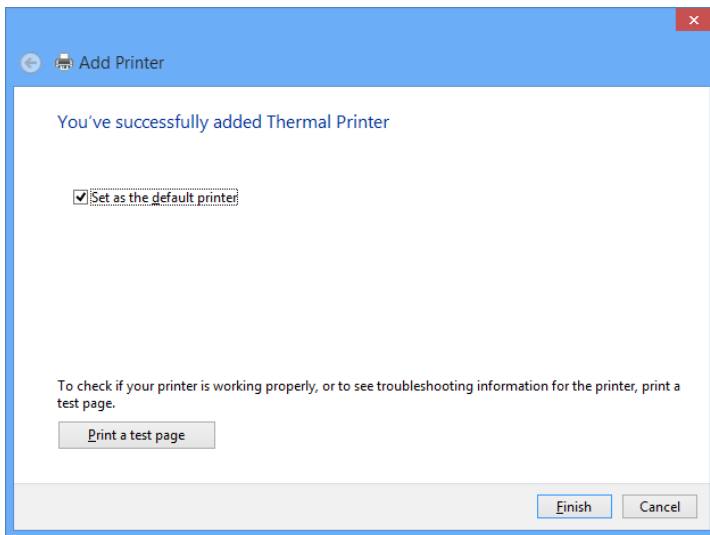 Add Printer
You've successfully added Thermal Printer
Set as the default printer
To check if your printer is working properly, or to see troubleshooting information for the printer, print a
test page.
Print a test page
Finish Cancel